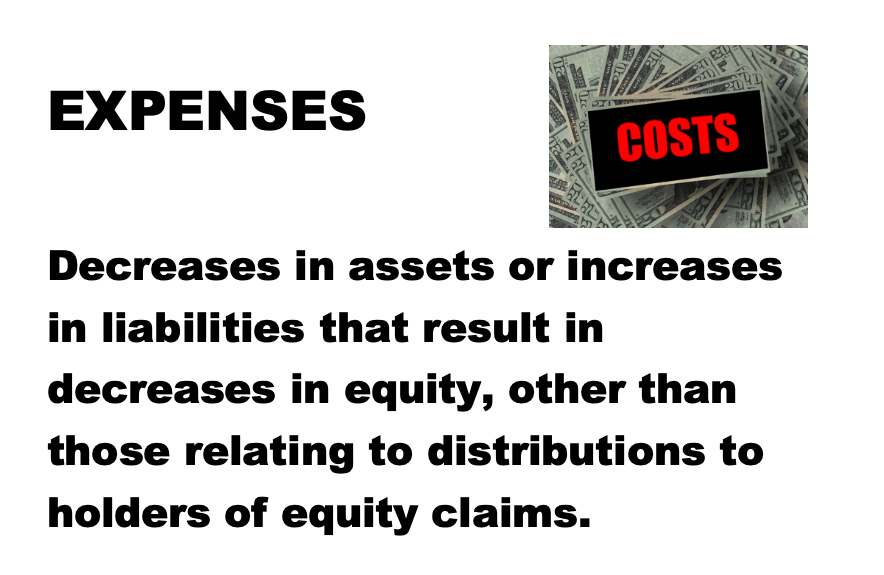 EXPENSES
COSTS
Decreases in assets or increases
in liabilities that result in
decreases in equity, other than
those relating to distributions to
holders of equity claims.